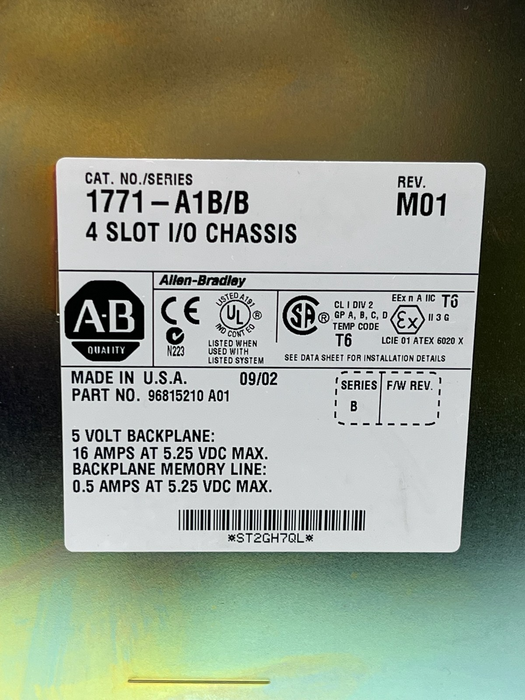 CAT. NO./SERIES
REV.
1771-A1B/B
M01
4 SLOT I/O CHASSIS
Allen-Bradley
A-B
QUALITY
CE
N223
LISTED A191
UL ®
IND CONT EQ
LISTED WHEN
USED WITH
LISTED SYSTEM
SA ®
CL I DIV 2
GP A, B, C, D
TEMP CODE
T6
EEx n A IIC T6
Ex II 3 G
LCIE 01 ATEX 6020 X
SEE DATA SHEET FOR INSTALLATION DETAILS
MADE IN U.S.A. 09/02
PART NO. 96815210 A01
SERIES F/W REV.
B
5 VOLT BACKPLANE:
16 AMPS AT 5.25 VDC MAX.
BACKPLANE MEMORY LINE:
0.5 AMPS AT 5.25 VDC MAX.
*ST2GH7QL*